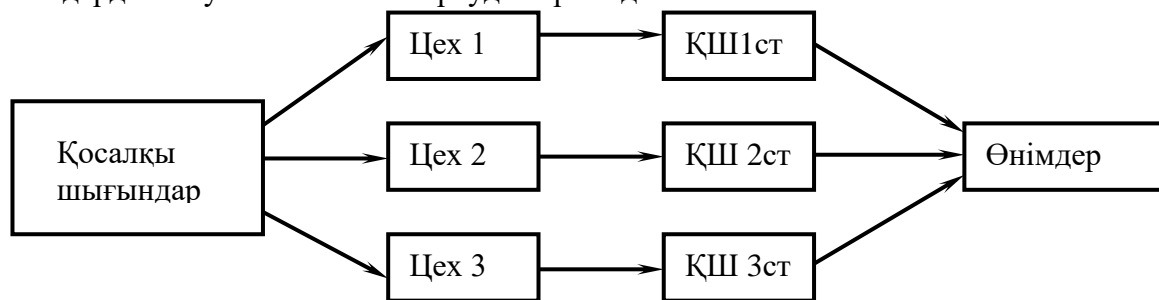 Цех 1
ҚШ1ст
Қосалқы
шығындар
Цех 2
ҚШ 2ст
Өнімдер
Цех 3
ҚШ 3ст